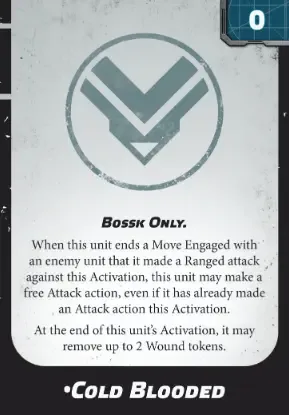 0
Bossk Only.
When this unit ends a Move Engaged with
an enemy unit that it made a Ranged attack
against this Activation, this unit may make a
free Attack action, even if it has already made
an Attack action this Activation.
At the end of this unit's Activation, it may
remove up to 2 Wound tokens.
•Cold Blooded